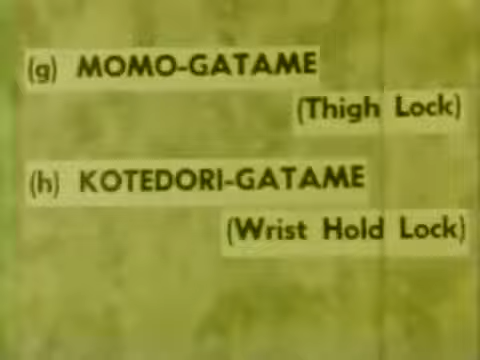 (g) MOMO-GATAME
(Thigh Lock)
(h) KOTEDORI-GATAME
(Wrist Hold Lock)